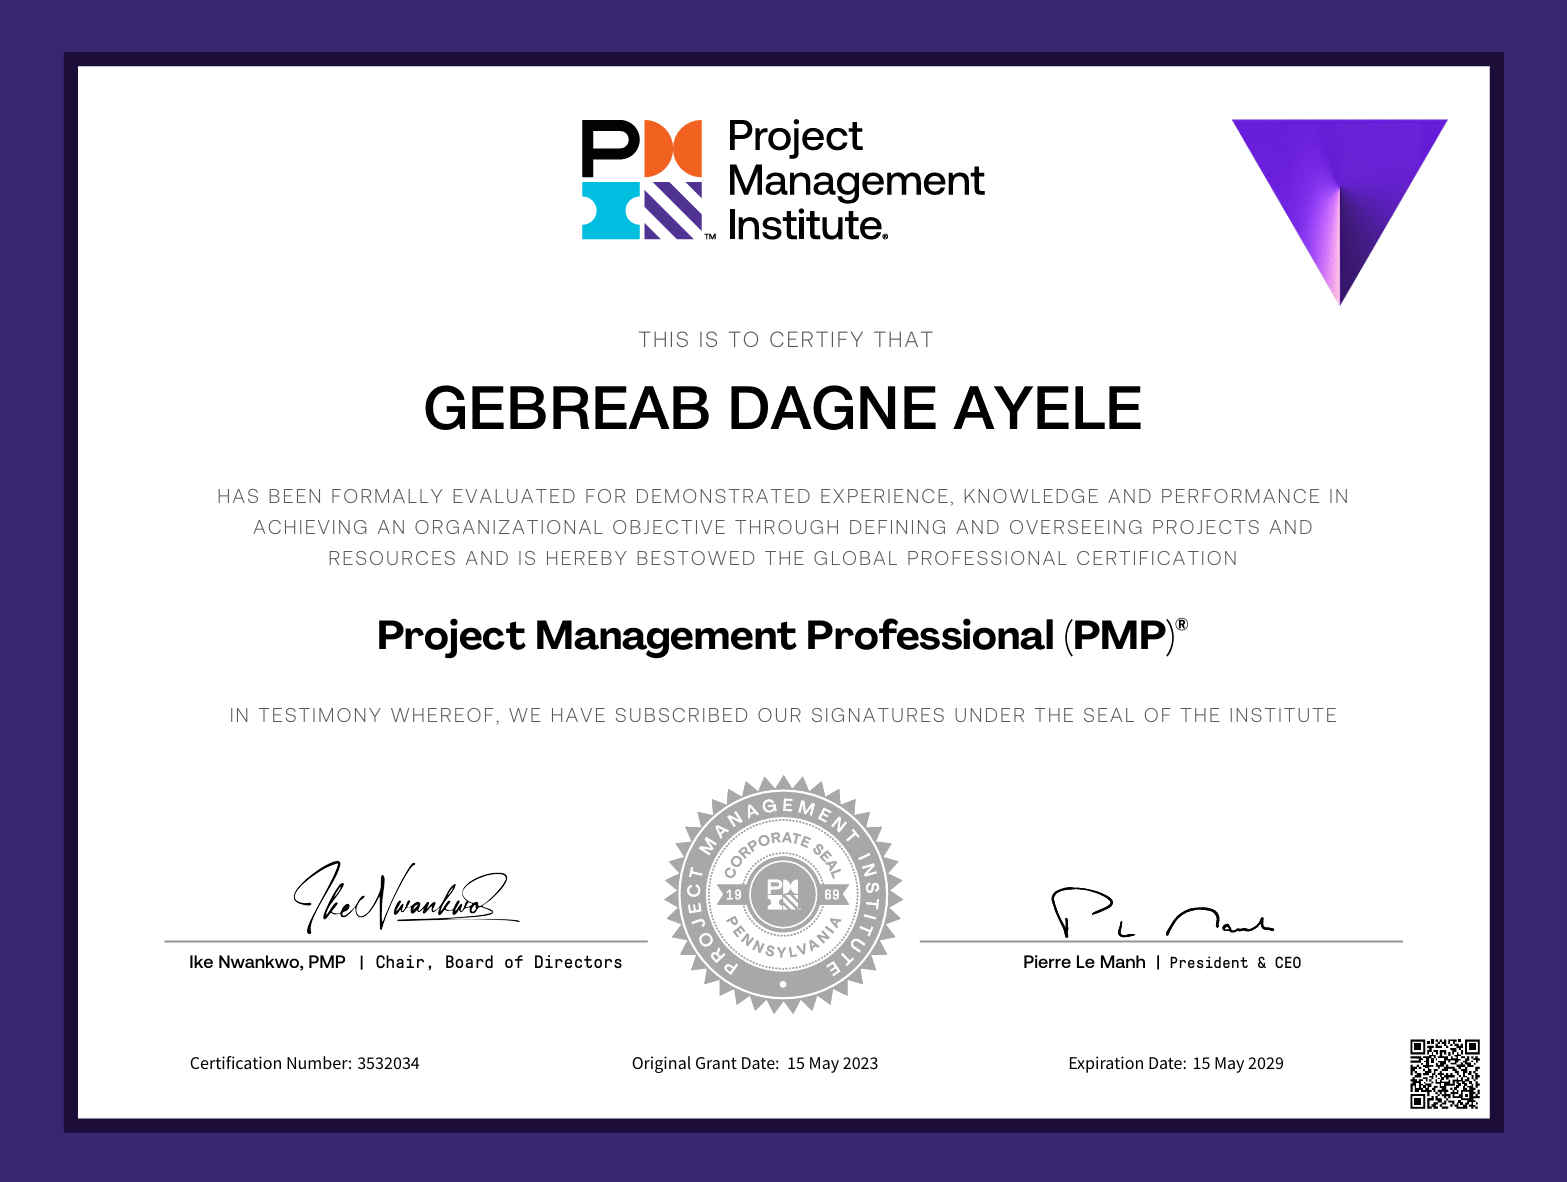 PM
Project
Management
Institute®
™
THIS IS TO CERTIFY THAT
GEBREAB DAGNE AYELE
HAS BEEN FORMALLY EVALUATED FOR DEMONSTRATED EXPERIENCE, KNOWLEDGE AND PERFORMANCE IN
ACHIEVING AN ORGANIZATIONAL OBJECTIVE THROUGH DEFINING AND OVERSEEING PROJECTS AND
RESOURCES AND IS HEREBY BESTOWED THE GLOBAL PROFESSIONAL CERTIFICATION
Project Management Professional (PMP)®
IN TESTIMONY WHEREOF, WE HAVE SUBSCRIBED OUR SIGNATURES UNDER THE SEAL OF THE INSTITUTE
PROJECT MANAGEMENT INSTITUTE
CORPORATE SEAL
19 69
PENNSYLVANIA
Ike Nwankwo
Ike Nwankwo, PMP | Chair, Board of Directors
Pierre Le Manh | President & CEO
Certification Number: 3532034
Original Grant Date: 15 May 2023
Expiration Date: 15 May 2029